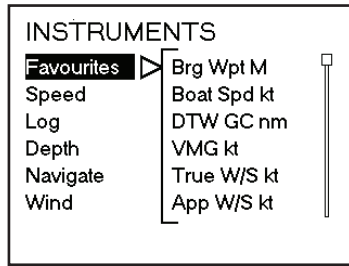 INSTRUMENTS
Favourites
Speed
Log
Depth
Navigate
Wind
Brg Wpt M
Boat Spd kt
DTW GC nm
VMG kt
True W/S kt
App W/S kt